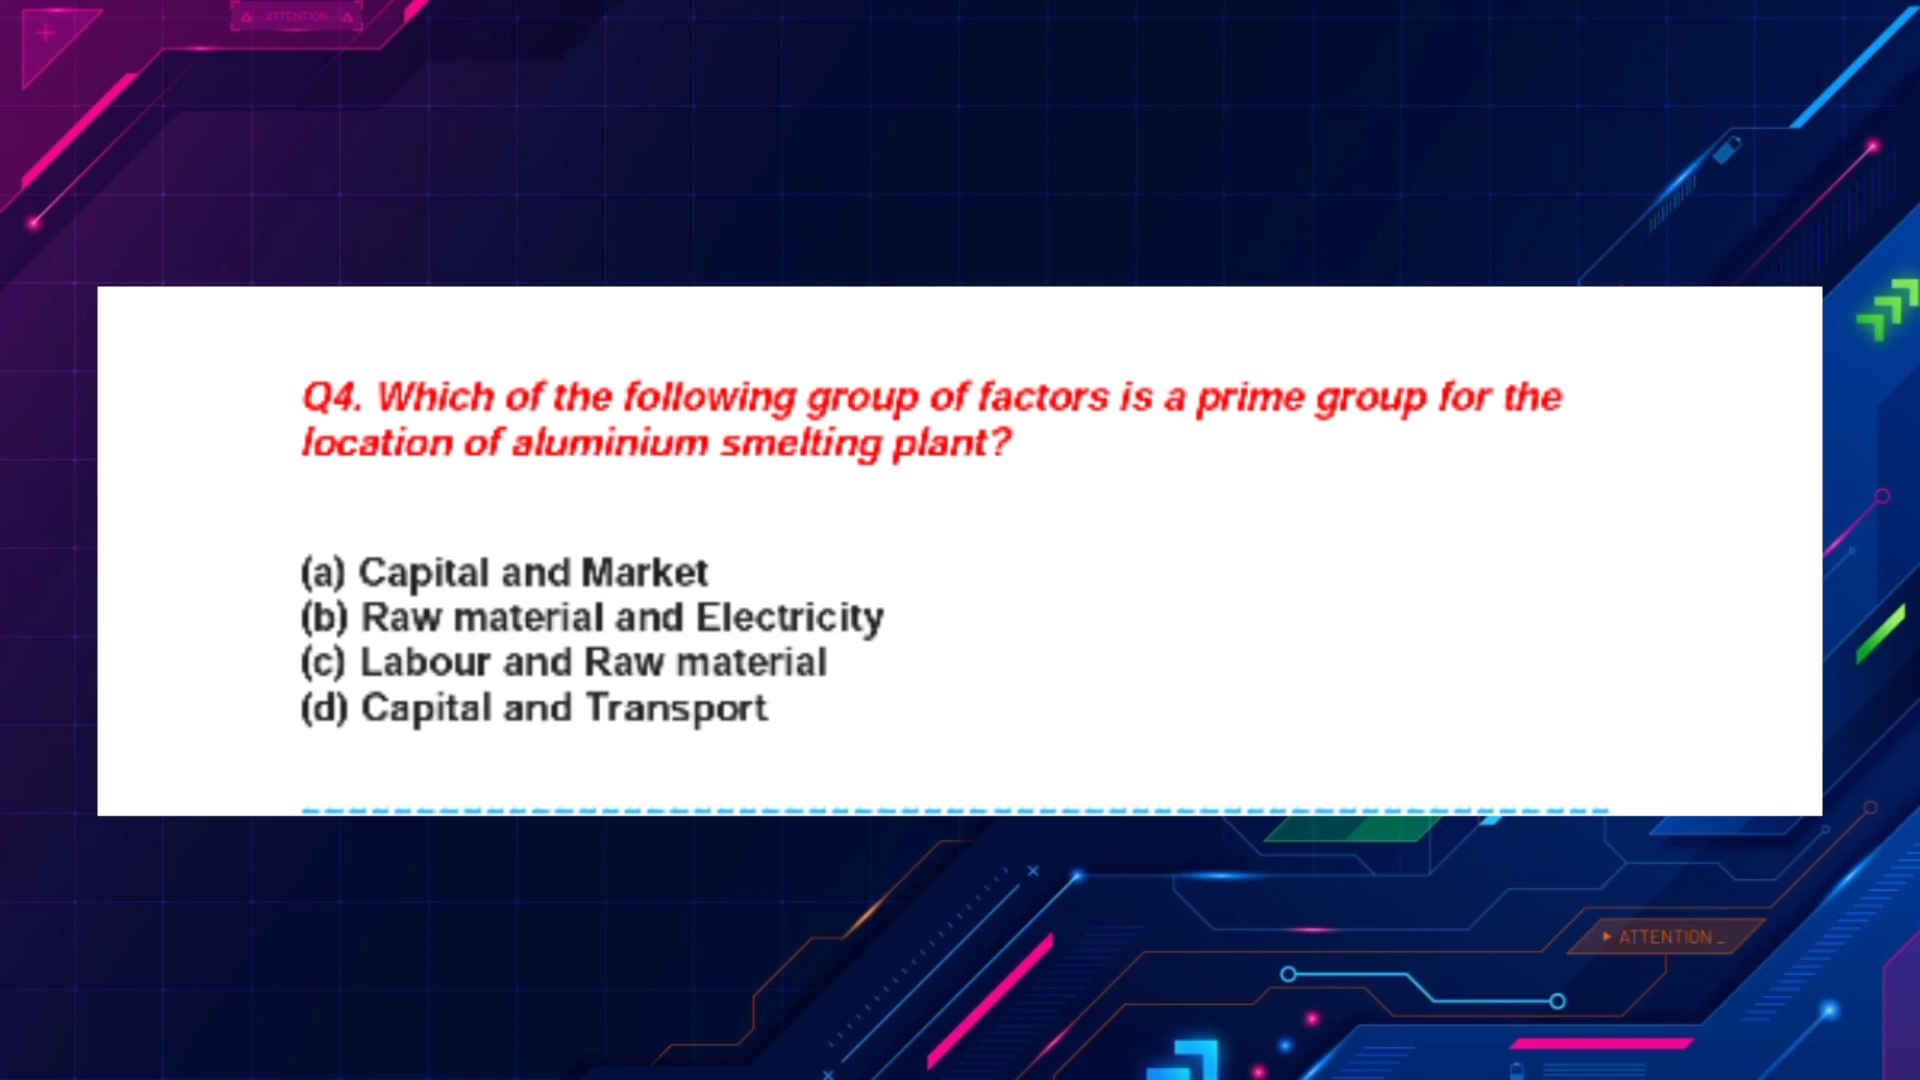 ATTENTION
Q4. Which of the following group of factors is a prime group for the
location of aluminium smelting plant?
(a) Capital and Market
(b) Raw material and Electricity
(c) Labour and Raw material
(d) Capital and Transport
ATTENTION_